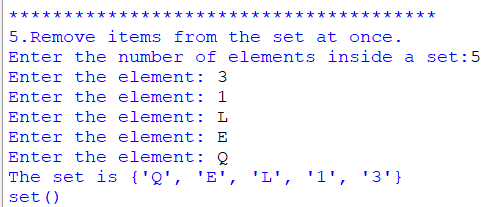 ***************************************
5.Remove items from the set at once.
Enter the number of elements inside a set:5
Enter the element: 3
Enter the element: 1
Enter the element: L
Enter the element: E
Enter the element: Q
The set is {'Q', 'E', 'L', '1', '3'}
set()